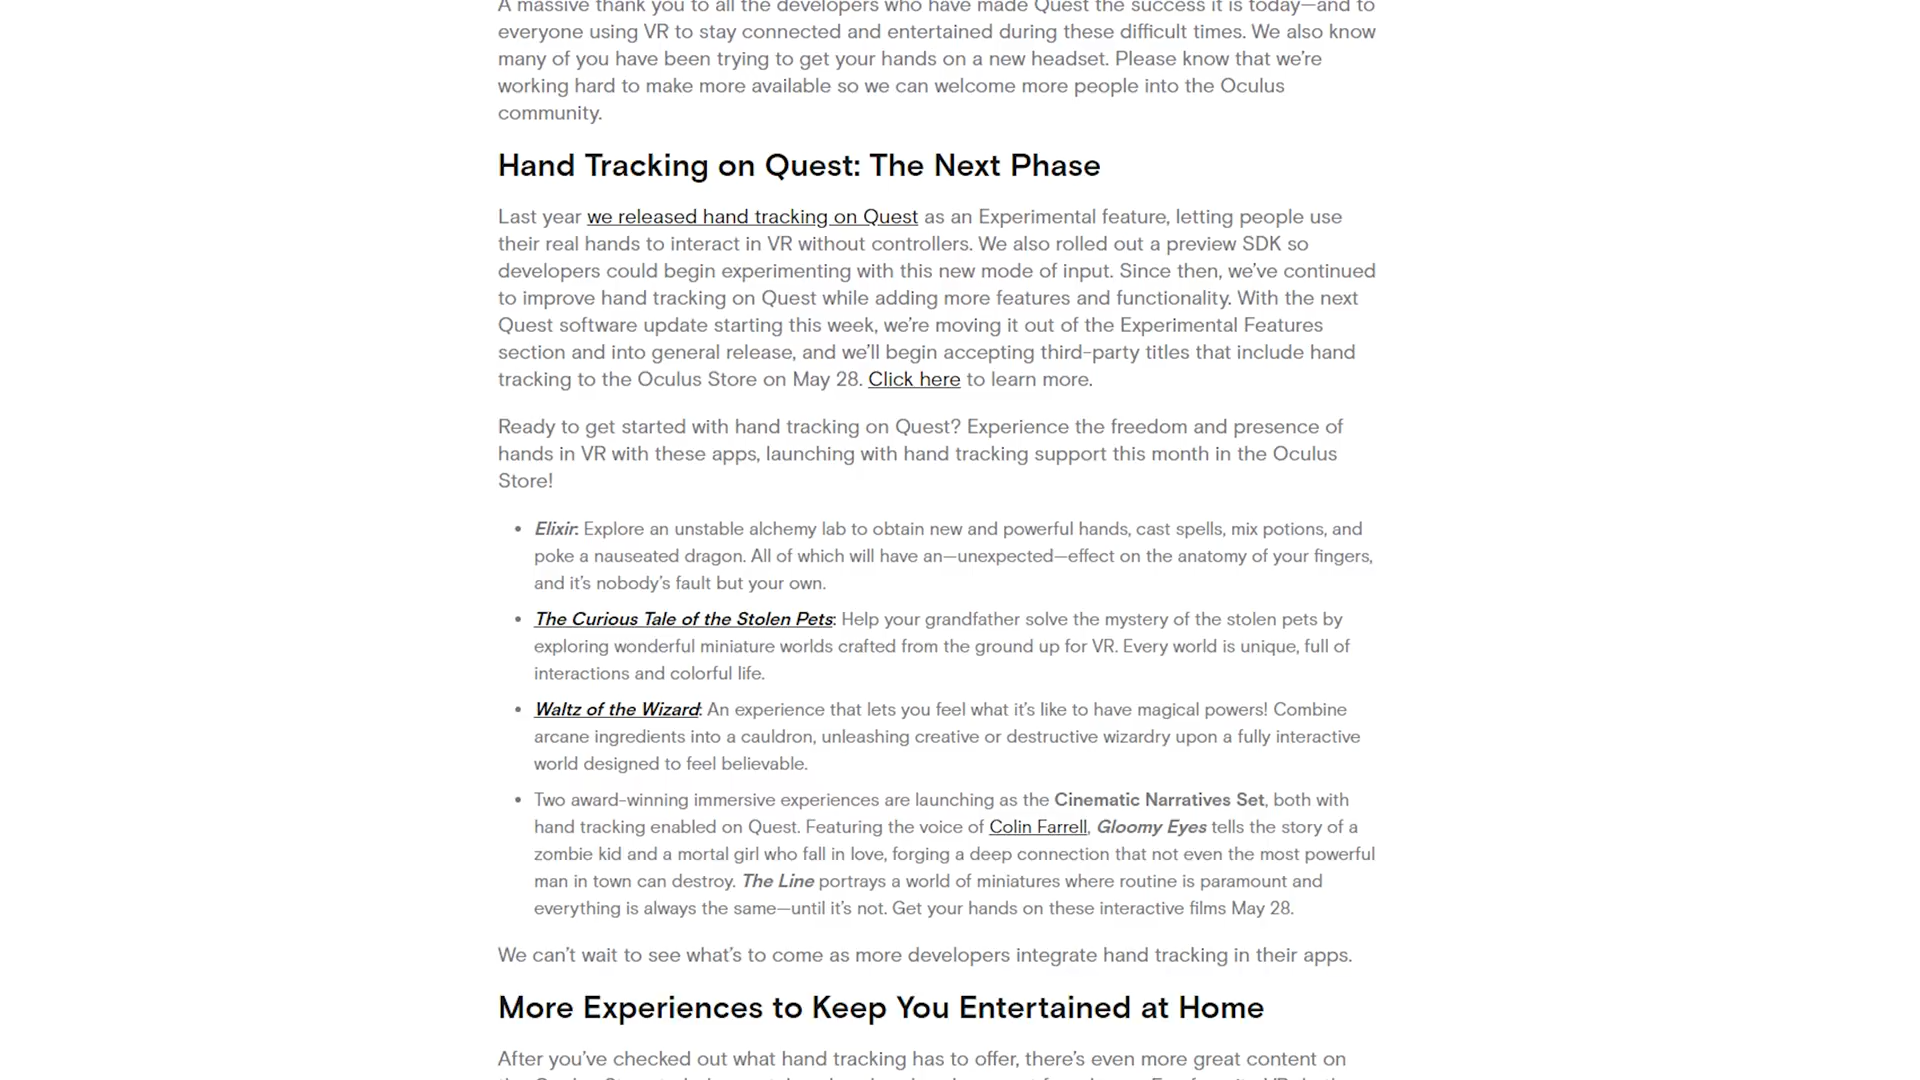 A massive thank you to all the developers who have made Quest the success it is today—and to
everyone using VR to stay connected and entertained during these difficult times. We also know
many of you have been trying to get your hands on a new headset. Please know that we’re
working hard to make more available so we can welcome more people into the Oculus
community.
Hand Tracking on Quest: The Next Phase
Last year we released hand tracking on Quest as an Experimental feature, letting people use
their real hands to interact in VR without controllers. We also rolled out a preview SDK so
developers could begin experimenting with this new mode of input. Since then, we’ve continued
to improve hand tracking on Quest while adding more features and functionality. With the next
Quest software update starting this week, we’re moving it out of the Experimental Features
section and into general release, and we’ll begin accepting third-party titles that include hand
tracking to the Oculus Store on May 28. Click here to learn more.
Ready to get started with hand tracking on Quest? Experience the freedom and presence of
hands in VR with these apps, launching with hand tracking support this month in the Oculus
Store!
• Elixir: Explore an unstable alchemy lab to obtain new and powerful hands, cast spells, mix potions, and
poke a nauseated dragon. All of which will have an—unexpected—effect on the anatomy of your fingers,
and it’s nobody’s fault but your own.
• The Curious Tale of the Stolen Pets: Help your grandfather solve the mystery of the stolen pets by
exploring wonderful miniature worlds crafted from the ground up for VR. Every world is unique, full of
interactions and colorful life.
• Waltz of the Wizard: An experience that lets you feel what it’s like to have magical powers! Combine
arcane ingredients into a cauldron, unleashing creative or destructive wizardry upon a fully interactive
world designed to feel believable.
• Two award-winning immersive experiences are launching as the Cinematic Narratives Set, both with
hand tracking enabled on Quest. Featuring the voice of Colin Farrell, Gloomy Eyes tells the story of a
zombie kid and a mortal girl who fall in love, forging a deep connection that not even the most powerful
man in town can destroy. The Line portrays a world of miniatures where routine is paramount and
everything is always the same—until it’s not. Get your hands on these interactive films May 28.
We can’t wait to see what’s to come as more developers integrate hand tracking in their apps.
More Experiences to Keep You Entertained at Home
After you’ve checked out what hand tracking has to offer, there’s even more great content on